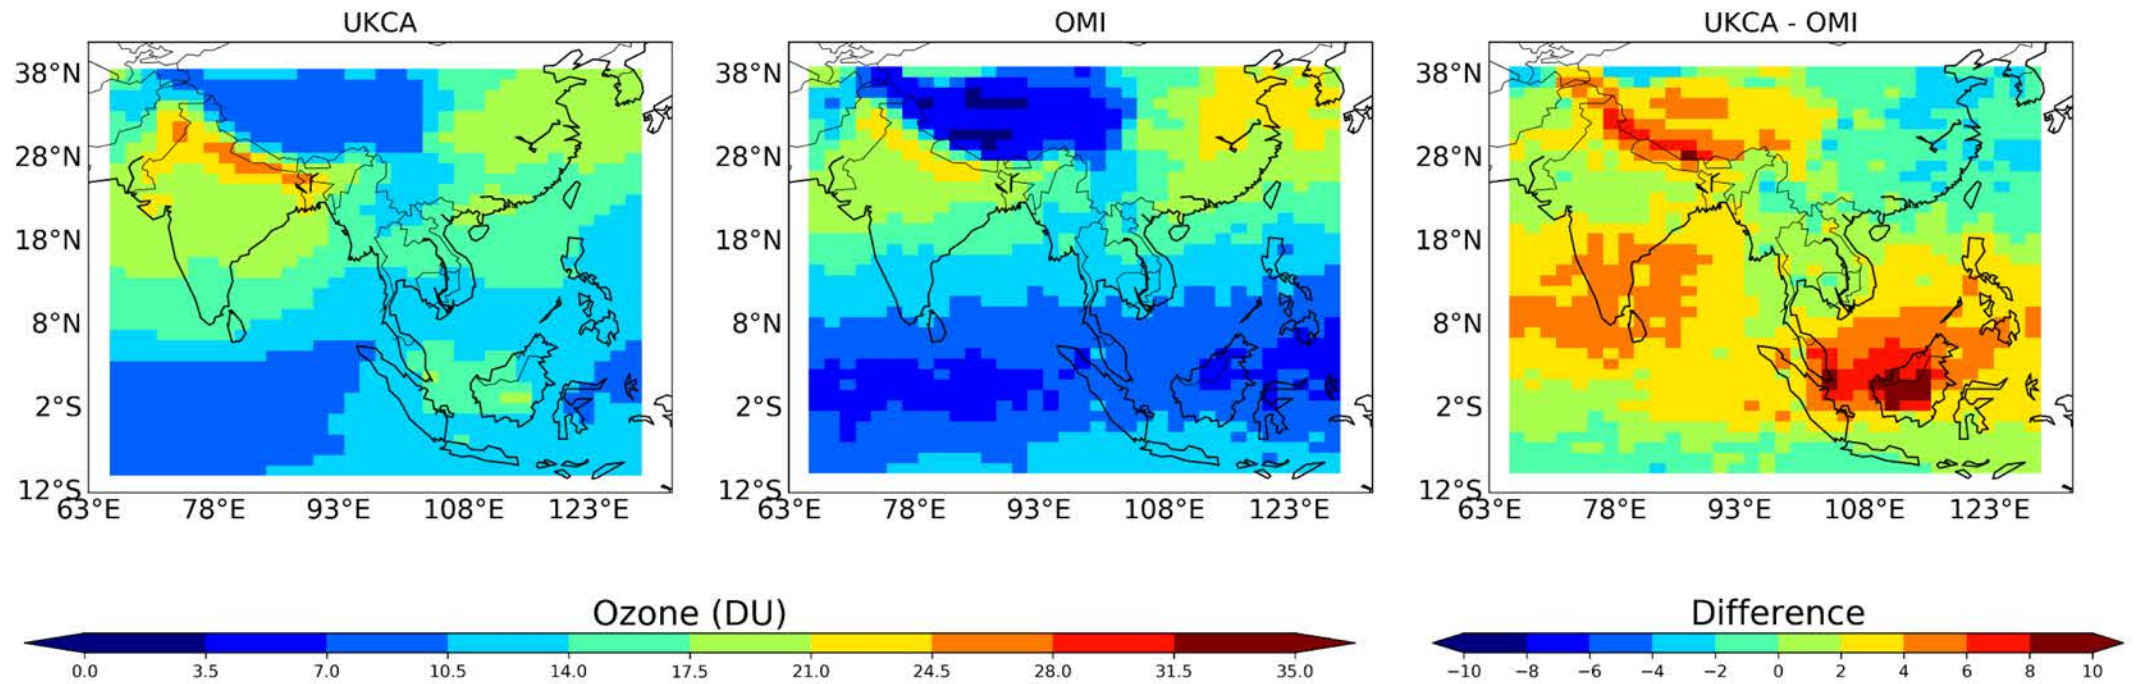 UKCA
OMI
UKCA - OMI
38°N
38°N
38°N
28°N
28°N
28°N
18°N
18°N
18°N
8°N
8°N
8°N
2°S
2°S
2°S
12°S
12°S
12°S
63°E 78°E 93°E 108°E 123°E
63°E 78°E 93°E 108°E 123°E
63°E 78°E 93°E 108°E 123°E
Ozone (DU)
0.0 3.5 7.0 10.5 14.0 17.5 21.0 24.5 28.0 31.5 35.0
Difference
−10 −8 −6 −4 −2 0 2 4 6 8 10